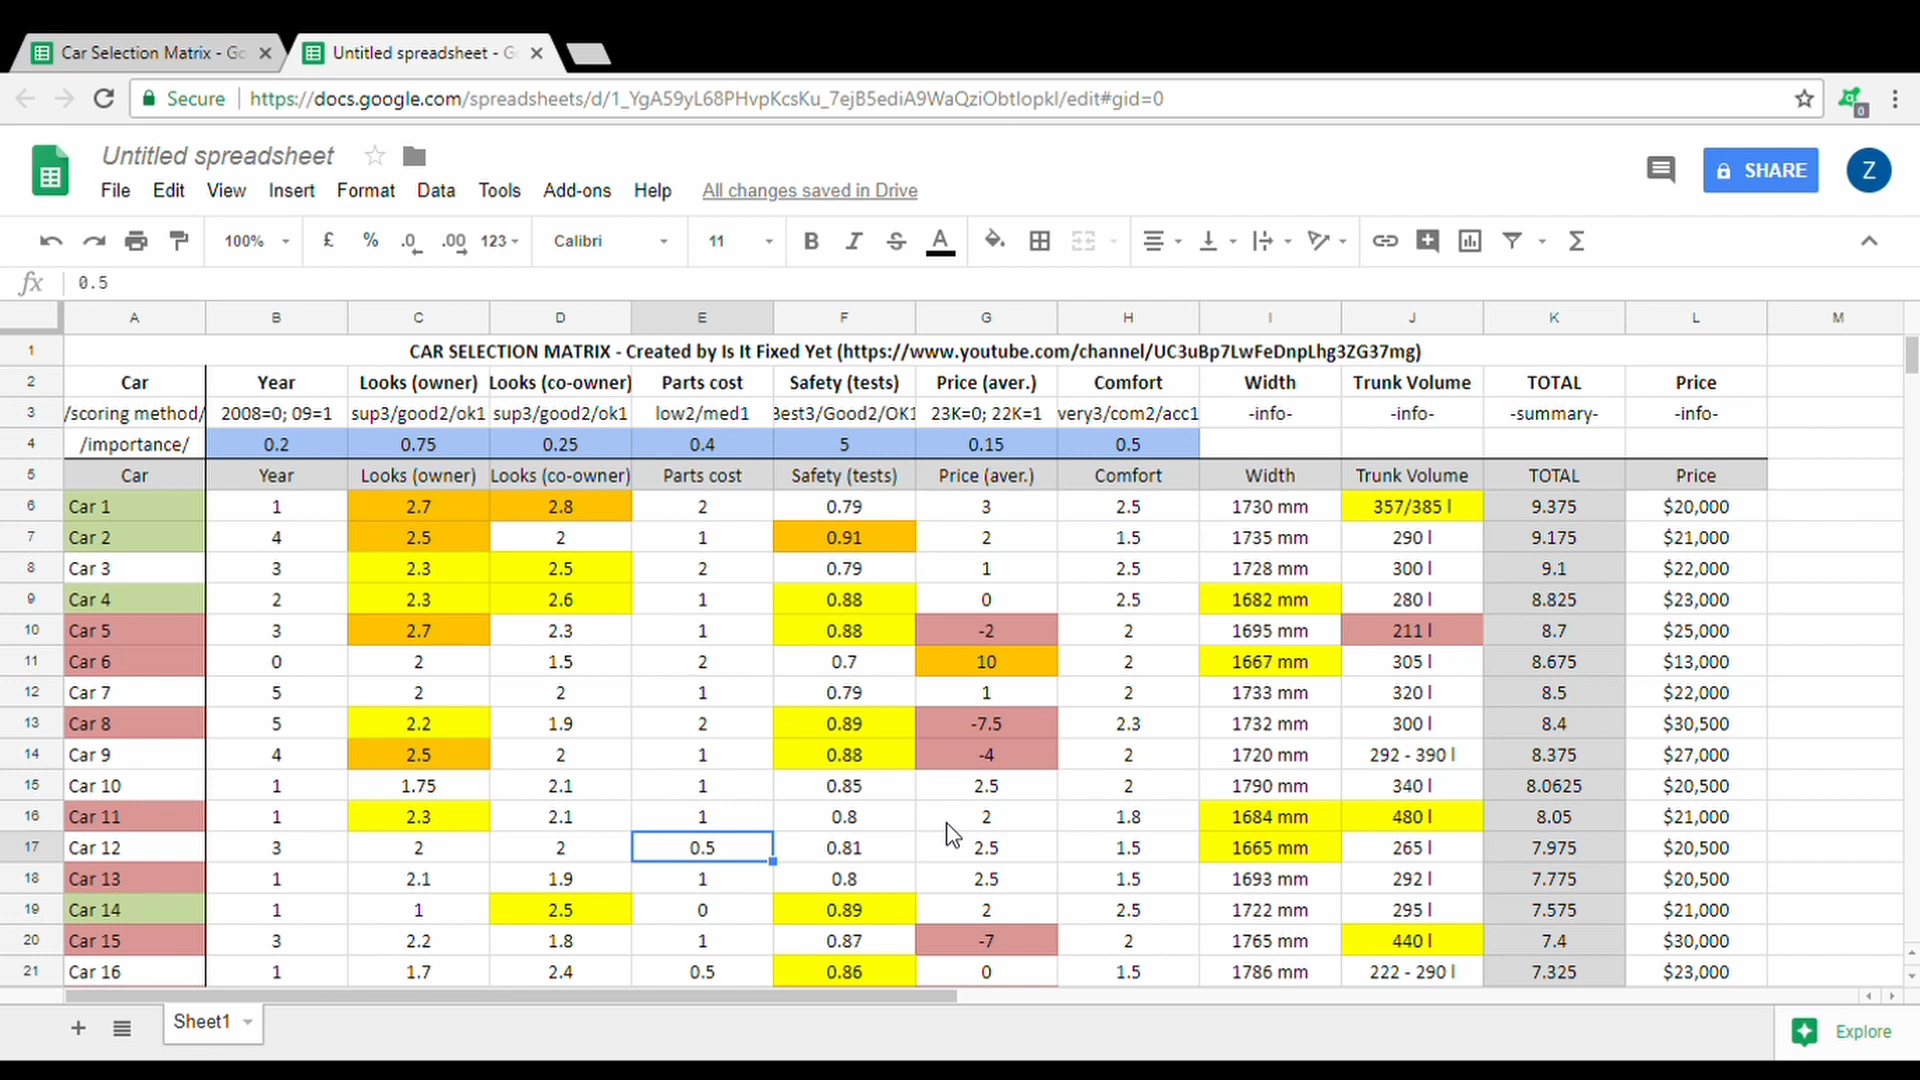 Car Selection Matrix - Go
Untitled spreadsheet - G
Secure https://docs.google.com/spreadsheets/d/1_YgA59yL68PHvpKcsKu_7ejB5ediA9WaQziObtIopkI/edit#gid=0
0
Untitled spreadsheet
File Edit View Insert Format Data Tools Add-ons Help All changes saved in Drive
SHARE Z
100% £ % .0 .00 123 Calibri 11 B I S A Σ
fx 0.5
A B C D E F G H I J K L M
1 CAR SELECTION MATRIX - Created by Is It Fixed Yet (https://www.youtube.com/channel/UC3uBp7LwFeDnpLhg3ZG37mg)
2 Car Year Looks (owner) Looks (co-owner) Parts cost Safety (tests) Price (aver.) Comfort Width Trunk Volume TOTAL Price
3 /scoring method/ 2008=0; 09=1 sup3/good2/ok1 sup3/good2/ok1 low2/med1 Best3/Good2/OK1 23K=0; 22K=1 very3/com2/acc1 -info- -info- -summary- -info-
4 /importance/ 0.2 0.75 0.25 0.4 5 0.15 0.5
5 Car Year Looks (owner) Looks (co-owner) Parts cost Safety (tests) Price (aver.) Comfort Width Trunk Volume TOTAL Price
6 Car 1 1 2.7 2.8 2 0.79 3 2.5 1730 mm 357/385 l 9.375 $20,000
7 Car 2 4 2.5 2 1 0.91 2 1.5 1735 mm 290 l 9.175 $21,000
8 Car 3 3 2.3 2.5 2 0.79 1 2.5 1728 mm 300 l 9.1 $22,000
9 Car 4 2 2.3 2.6 1 0.88 0 2.5 1682 mm 280 l 8.825 $23,000
10 Car 5 3 2.7 2.3 1 0.88 -2 2 1695 mm 211 l 8.7 $25,000
11 Car 6 0 2 1.5 2 0.7 10 2 1667 mm 305 l 8.675 $13,000
12 Car 7 5 2 2 1 0.79 1 2 1733 mm 320 l 8.5 $22,000
13 Car 8 5 2.2 1.9 2 0.89 -7.5 2.3 1732 mm 300 l 8.4 $30,500
14 Car 9 4 2.5 2 1 0.88 -4 2 1720 mm 292 - 390 l 8.375 $27,000
15 Car 10 1 1.75 2.1 1 0.85 2.5 2 1790 mm 340 l 8.0625 $20,500
16 Car 11 1 2.3 2.1 1 0.8 2 1.8 1684 mm 480 l 8.05 $21,000
17 Car 12 3 2 2 0.5 0.81 2.5 1.5 1665 mm 265 l 7.975 $20,500
18 Car 13 1 2.1 1.9 1 0.8 2.5 1.5 1693 mm 292 l 7.775 $20,500
19 Car 14 1 1 2.5 0 0.89 2 2.5 1722 mm 295 l 7.575 $21,000
20 Car 15 3 2.2 1.8 1 0.87 -7 2 1765 mm 440 l 7.4 $30,000
21 Car 16 1 1.7 2.4 0.5 0.86 0 1.5 1786 mm 222 - 290 l 7.325 $23,000
Sheet1
Explore